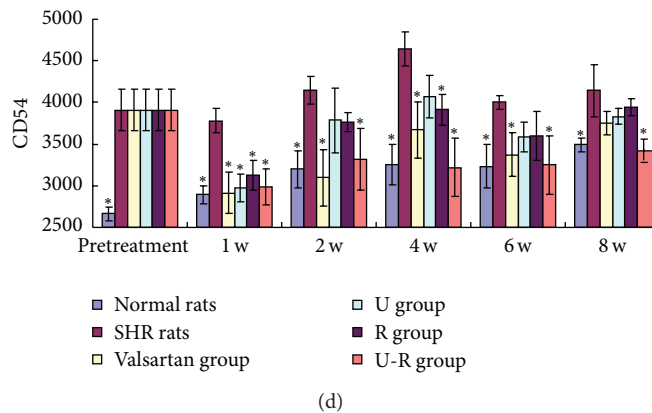 5000
4500
4000
3500
3000
2500
CD54
* * * * * * * * * * * * * * * * * *
Pretreatment 1 w 2 w 4 w 6 w 8 w
Normal rats U group
SHR rats R group
Valsartan group U-R group
(d)